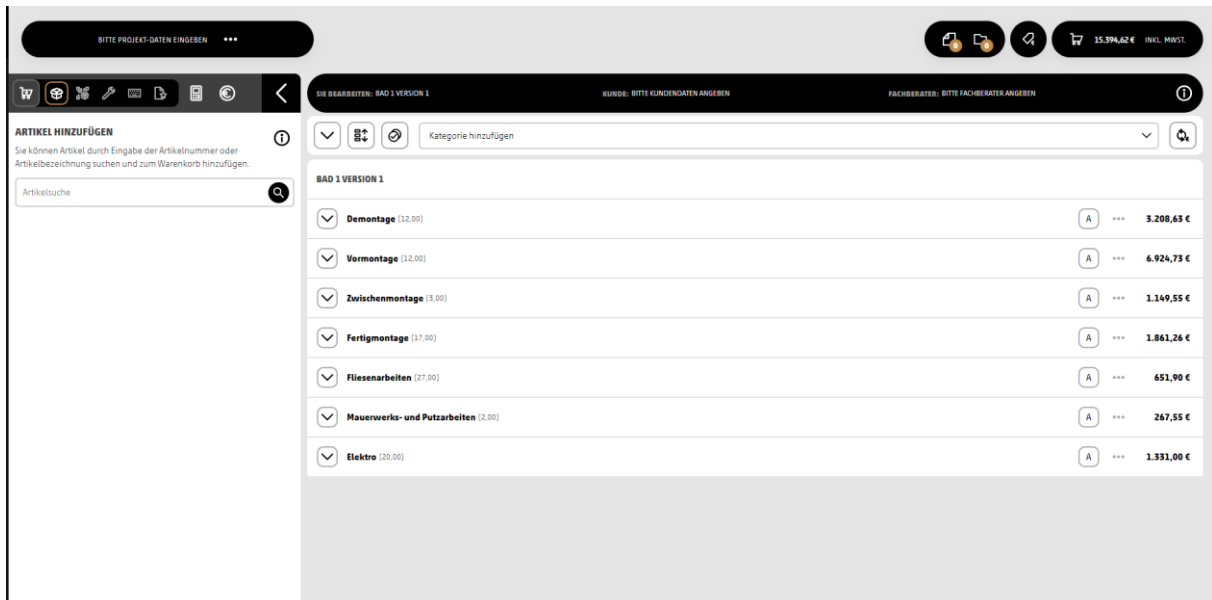 BITTE PROJEKT-DATEN EINGEBEN •••
0 0 15.394,62 € INKL. MWST.
SIE BEARBEITEN: BAD 1 VERSION 1 KUNDE: BITTE KUNDENDATEN ANGEBEN FACHBERATER: BITTE FACHBERATER ANGEBEN
ARTIKEL HINZUFÜGEN
Sie können Artikel durch Eingabe der Artikelnummer oder
Artikelbezeichnung suchen und zum Warenkorb hinzufügen.
Artikelsuche
Kategorie hinzufügen
BAD 1 VERSION 1
Demontage (12,00) A ••• 3.208,63 €
Vormontage (12,00) A ••• 6.924,73 €
Zwischenmontage (3,00) A ••• 1.149,55 €
Fertigmontage (17,00) A ••• 1.861,26 €
Fliesenarbeiten (27,00) A ••• 651,90 €
Mauerwerks- und Putzarbeiten (2,00) A ••• 267,55 €
Elektro (20,00) A ••• 1.331,00 €